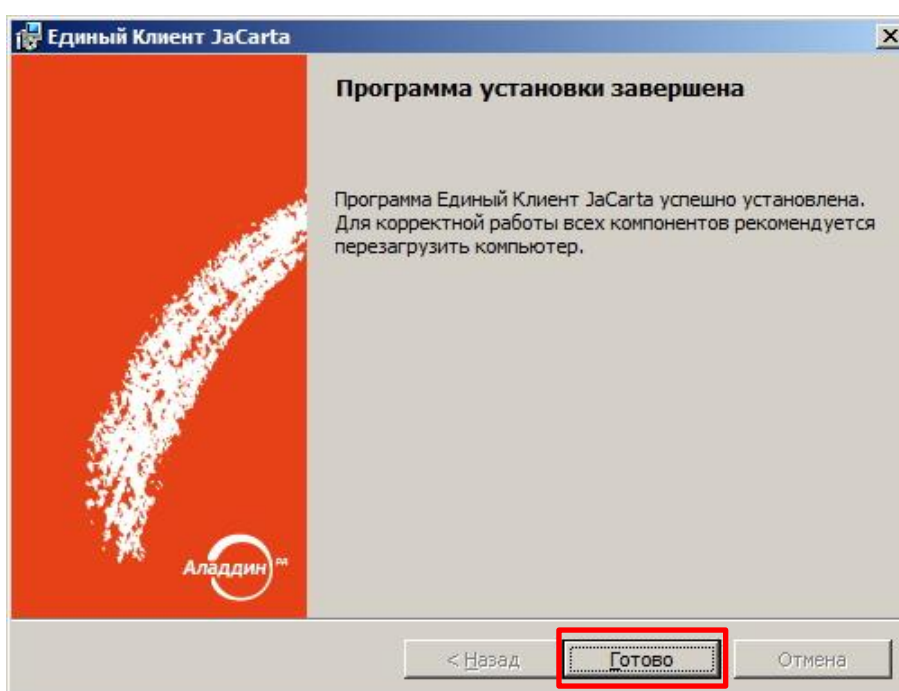 Единый Клиент JaCarta
Программа установки завершена
Программа Единый Клиент JaCarta успешно установлена.
Для корректной работы всех компонентов рекомендуется
перезагрузить компьютер.
Аладдин РД
< Назад
Готово
Отмена